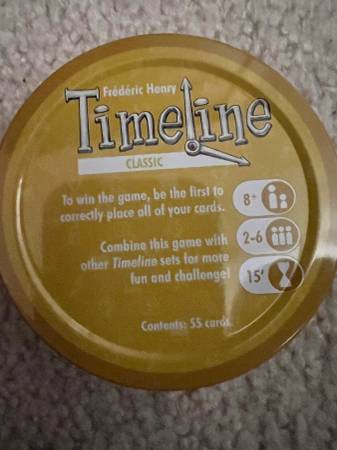 Frédéric Henry
Timeline
CLASSIC
To win the game, be the first to
correctly place all of your cards.
8+
Combine this game with
other Timeline sets for more
fun and challenge!
2-6
15'
Contents: 55 cards.